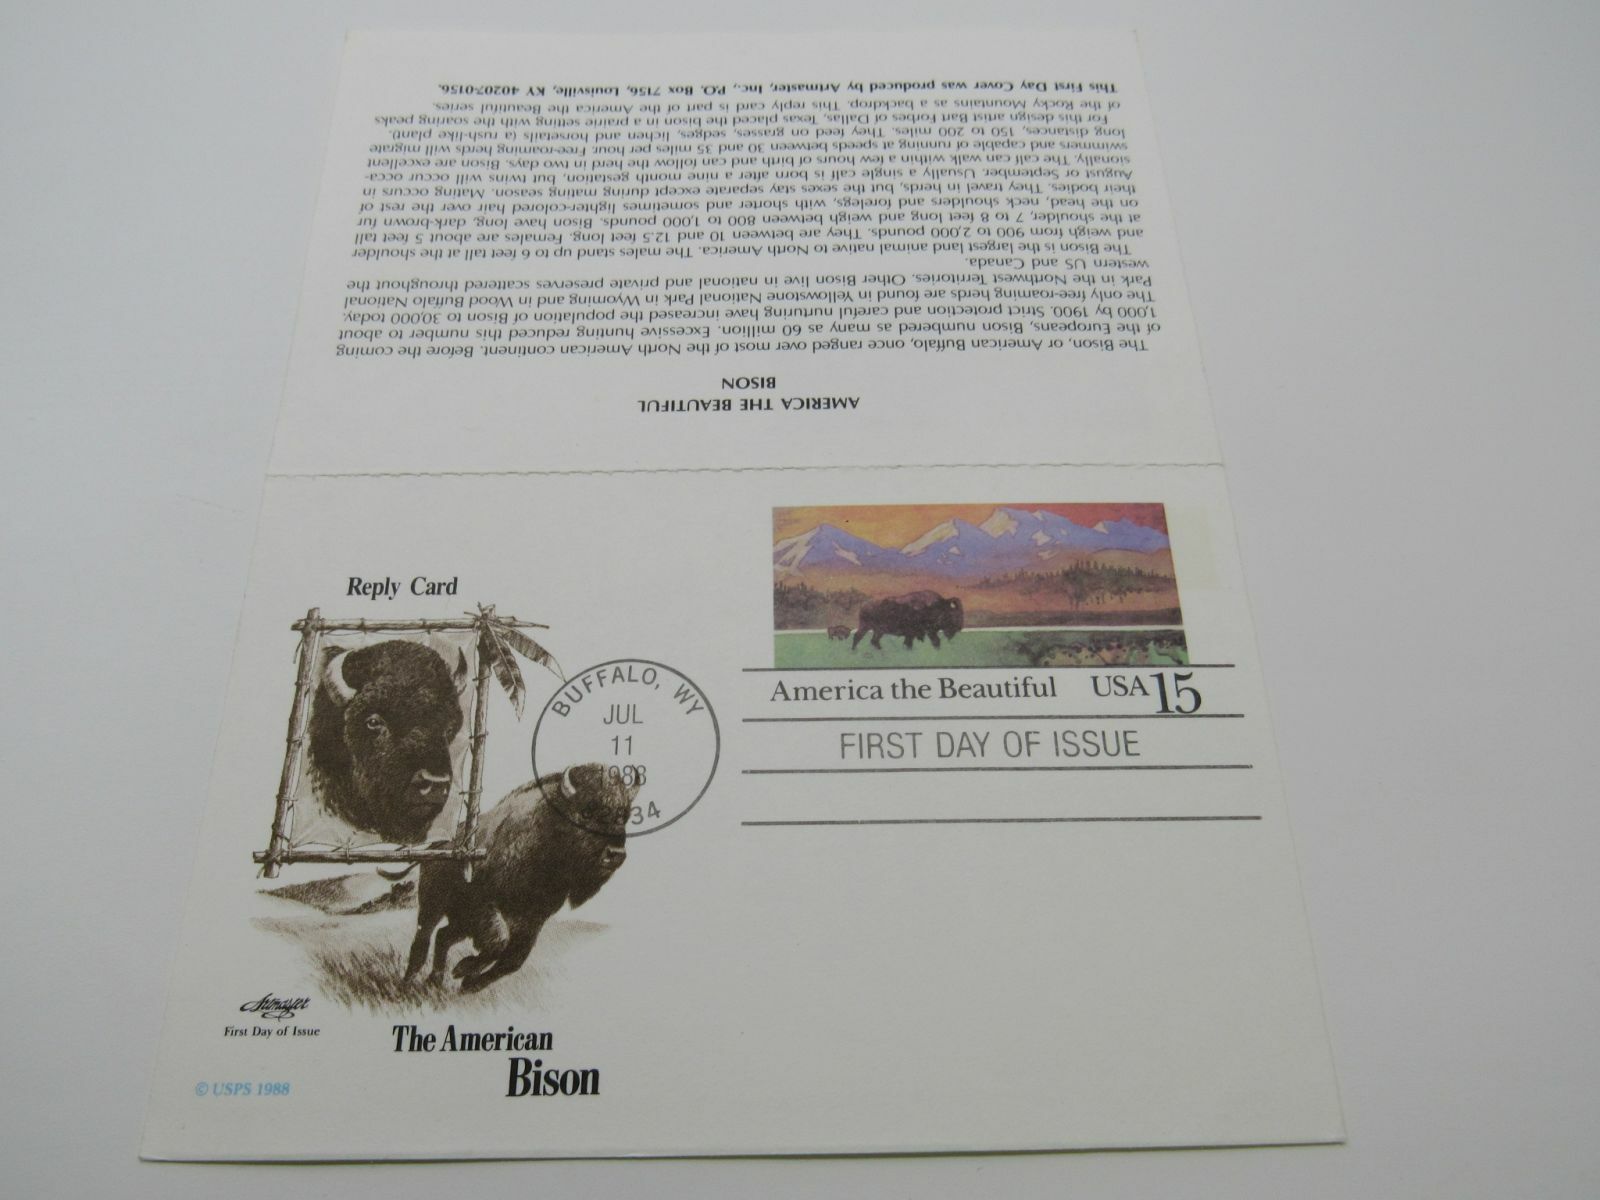 AMERICA THE BEAUTIFUL
BISON
The Bison, or American Buffalo, once ranged over most of the North American continent. Before the coming
of the Europeans, Bison numbered as many as 60 million. Excessive hunting reduced this number to about
1,000 by 1900. Strict protection and careful nurturing have increased the population of Bison to 30,000 today.
The only free-roaming herds are found in Yellowstone National Park in Wyoming and in Wood Buffalo National
Park in the Northwest Territories. Other Bison live in national and private preserves scattered throughout the
western US and Canada.
The Bison is the largest land animal native to North America. The males stand up to 6 feet tall at the shoulder
and weigh from 900 to 2,000 pounds. They are between 10 and 12.5 feet long. Females are about 5 feet tall
at the shoulder, 7 to 8 feet long and weigh between 800 to 1,000 pounds. Bison have long, dark-brown fur
on the head, neck shoulders and forelegs, with shorter and sometimes lighter-colored hair over the rest of
their bodies. They travel in herds, but the sexes stay separate except during mating season. Mating occurs in
August or September. Usually a single calf is born after a nine month gestation, but twins will occur occa-
sionally. The calf can walk within a few hours of birth and can follow the herd in two days. Bison are excellent
swimmers and capable of running at speeds between 30 and 35 miles per hour. Free-roaming herds will migrate
long distances, 150 to 200 miles. They feed on grasses, sedges, lichen and horsetails (a rush-like plant).
For this design artist Bart Forbes of Dallas, Texas placed the bison in a prairie setting with the soaring peaks
of the Rocky Mountains as a backdrop. This reply card is part of the America the Beautiful series.
This First Day Cover was produced by Artmaster, Inc., P.O. Box 7156, Louisville, KY 40207-0156.
Reply Card
BUFFALO, WY
JUL
11
1988
America the Beautiful USA 15
FIRST DAY OF ISSUE
Artmaster
First Day of Issue
The American
Bison
© USPS 1988